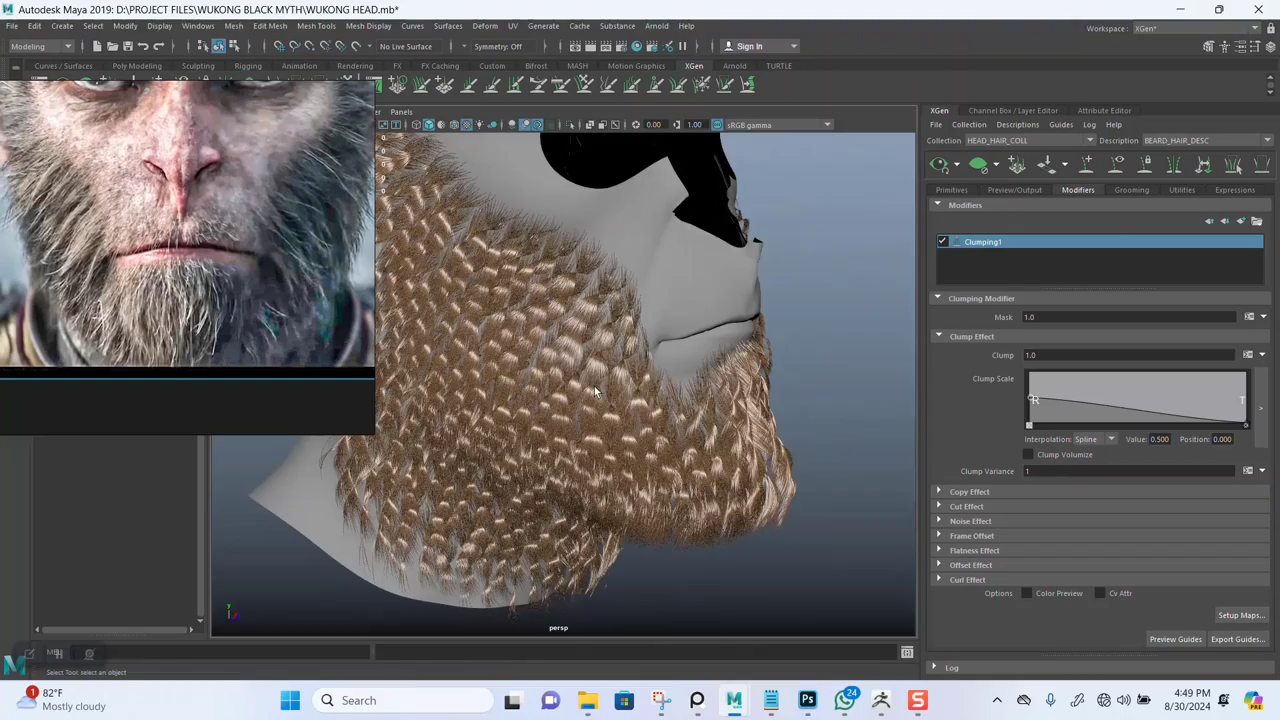 Autodesk Maya 2019: D:\PROJECT FILES\WUKONG BLACK MYTH\WUKONG HEAD.mb*
File Edit Create Select Modify Display Windows Mesh Edit Mesh Mesh Tools Mesh Display Curves Surfaces Deform UV Generate Cache Substance Arnold Help
Workspace : XGen*
Modeling No Live Surface Symmetry: Off Sign In
Curves / Surfaces Poly Modeling Sculpting Rigging Animation Rendering FX FX Caching Custom Bifrost MASH Motion Graphics XGen Arnold TURTLE
Panels
0.00 1.00 sRGB gamma
XGen Channel Box / Layer Editor Attribute Editor
File Collection Descriptions Guides Log Help
Collection HEAD_HAIR_COLL Description BEARD_HAIR_DESC
Primitives Preview/Output Modifiers Grooming Utilities Expressions
Modifiers
Clumping1
Clumping Modifier
Mask 1.0
Clump Effect
Clump 1.0
Clump Scale R T
Interpolation: Spline Value: 0.500 Position: 0.000
Clump Volumize
Clump Variance 1
Copy Effect
Cut Effect
Noise Effect
Frame Offset
Flatness Effect
Offset Effect
Curl Effect
Options Color Preview Cv Attr
Setup Maps...
Preview Guides Export Guides...
Log
persp
y
Select Tool: select an object
1
82°F
Mostly cloudy
Search
24
4:49 PM
8/30/2024